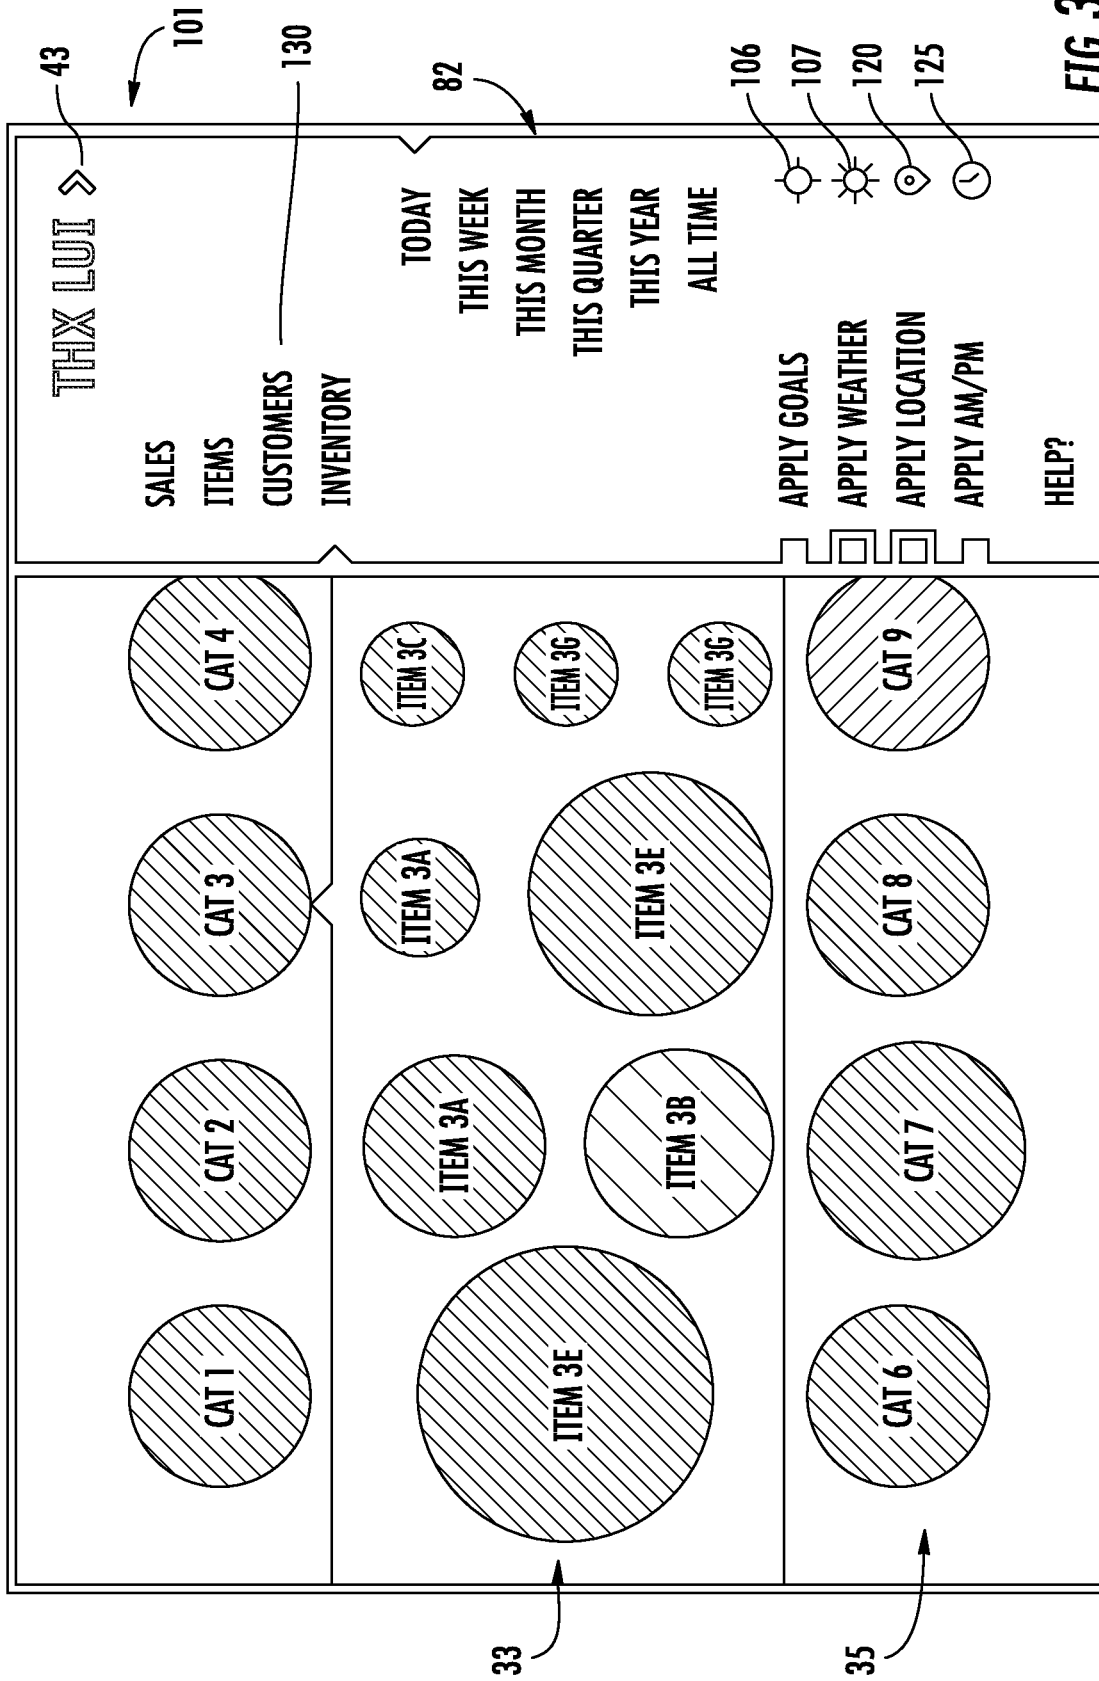 43
101
THX LUI
130
SALES
ITEMS
CUSTOMERS
INVENTORY
82
TODAY
THIS WEEK
THIS MONTH
THIS QUARTER
THIS YEAR
ALL TIME
APPLY GOALS
106
APPLY WEATHER
107
APPLY LOCATION
120
APPLY AM/PM
125
HELP?
CAT 1
CAT 2
CAT 3
CAT 4
33
ITEM 3E
ITEM 3A
ITEM 3B
ITEM 3A
ITEM 3E
ITEM 3C
ITEM 3G
ITEM 3G
35
CAT 6
CAT 7
CAT 8
CAT 9
FIG 3